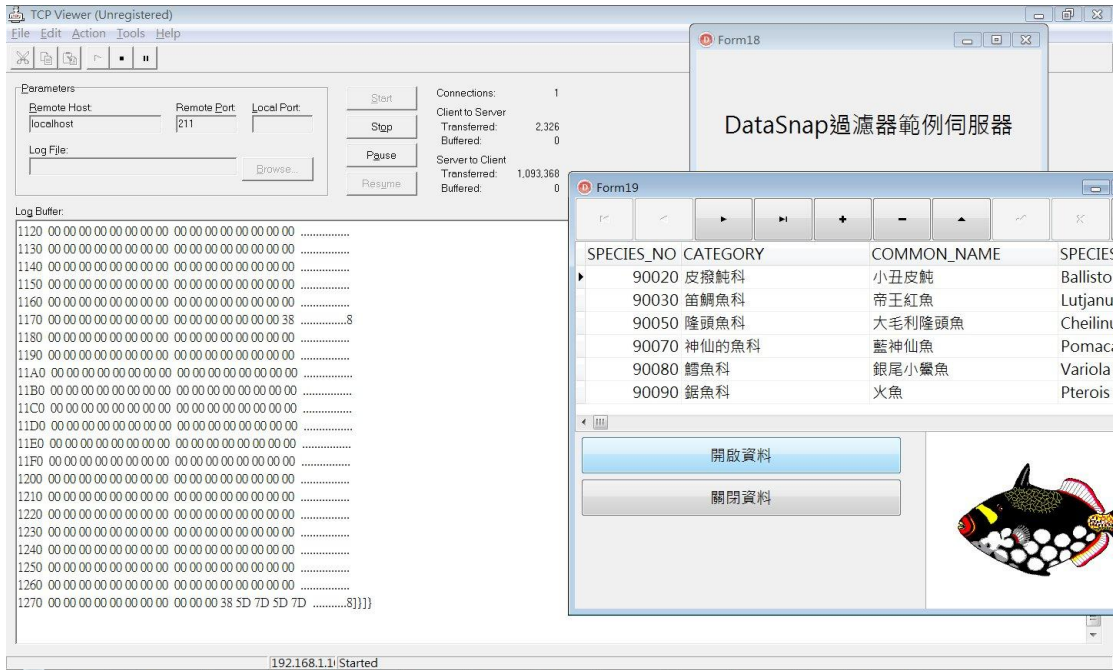 TCP Viewer (Unregistered)
File Edit Action Tools Help
Parameters
Remote Host: Remote Port: Local Port:
localhost 211
Log File:
Browse...
Start
Stop
Pause
Resume
Connections: 1
Client to Server
Transferred: 2,326
Buffered: 0
Server to Client
Transferred: 1,093,368
Buffered: 0
Log Buffer:
1120 00 00 00 00 00 00 00 00 00 00 00 00 00 00 00 00 ................
1130 00 00 00 00 00 00 00 00 00 00 00 00 00 00 00 00 ................
1140 00 00 00 00 00 00 00 00 00 00 00 00 00 00 00 00 ................
1150 00 00 00 00 00 00 00 00 00 00 00 00 00 00 00 00 ................
1160 00 00 00 00 00 00 00 00 00 00 00 00 00 00 00 00 ................
1170 00 00 00 00 00 00 00 00 00 00 00 00 00 00 00 38 ...............8
1180 00 00 00 00 00 00 00 00 00 00 00 00 00 00 00 00 ................
1190 00 00 00 00 00 00 00 00 00 00 00 00 00 00 00 00 ................
11A0 00 00 00 00 00 00 00 00 00 00 00 00 00 00 00 00 ................
11B0 00 00 00 00 00 00 00 00 00 00 00 00 00 00 00 00 ................
11C0 00 00 00 00 00 00 00 00 00 00 00 00 00 00 00 00 ................
11D0 00 00 00 00 00 00 00 00 00 00 00 00 00 00 00 00 ................
11E0 00 00 00 00 00 00 00 00 00 00 00 00 00 00 00 00 ................
11F0 00 00 00 00 00 00 00 00 00 00 00 00 00 00 00 00 ................
1200 00 00 00 00 00 00 00 00 00 00 00 00 00 00 00 00 ................
1210 00 00 00 00 00 00 00 00 00 00 00 00 00 00 00 00 ................
1220 00 00 00 00 00 00 00 00 00 00 00 00 00 00 00 00 ................
1230 00 00 00 00 00 00 00 00 00 00 00 00 00 00 00 00 ................
1240 00 00 00 00 00 00 00 00 00 00 00 00 00 00 00 00 ................
1250 00 00 00 00 00 00 00 00 00 00 00 00 00 00 00 00 ................
1260 00 00 00 00 00 00 00 00 00 00 00 00 00 00 00 00 ................
1270 00 00 00 00 00 00 00 00 00 00 00 38 5D 7D 5D 7D ...........8]}]}
192.168.1.1 Started
Form18
DataSnap過濾器範例伺服器
Form19
SPECIES_NO CATEGORY COMMON_NAME SPECIES
90020 皮撥魨科 小丑皮魨 Ballisto
90030 笛鯛魚科 帝王紅魚 Lutjanu
90050 隆頭魚科 大毛利隆頭魚 Cheilinu
90070 神仙的魚科 藍神仙魚 Pomaca
90080 鱈魚科 銀尾小鱟魚 Variola
90090 鋸魚科 火魚 Pterois
開啟資料
關閉資料